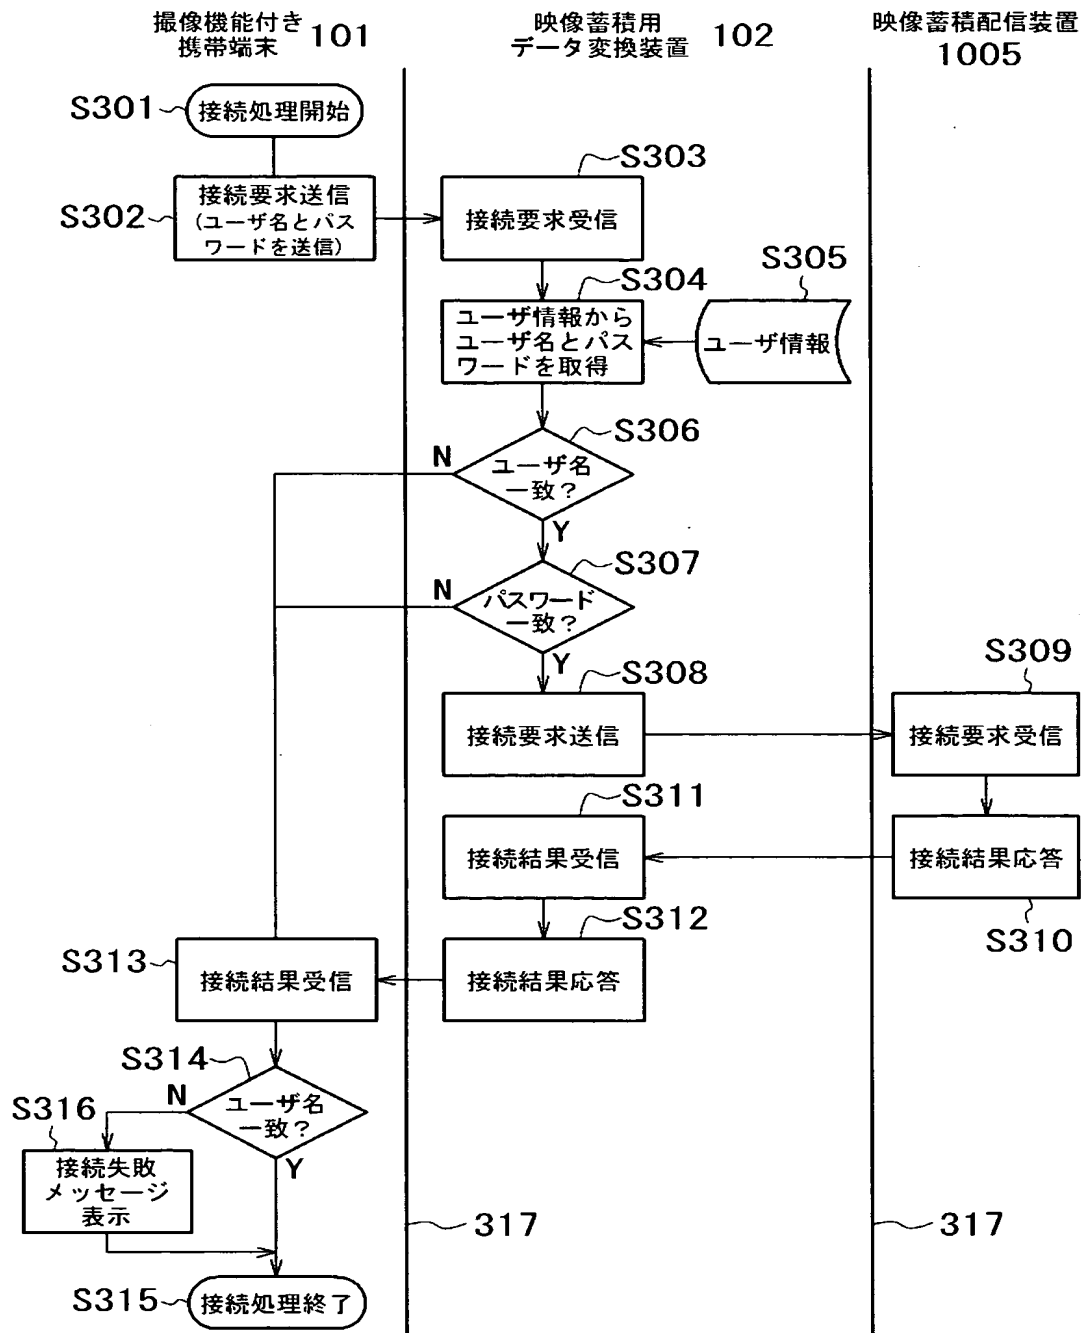 撮像機能付き
携帯端末 101
映像蓄積用
データ変換装置 102
映像蓄積配信装置
1005
S301
接続処理開始
S302
接続要求送信
(ユーザ名とパス
ワードを送信)
S303
接続要求受信
S304
ユーザ情報から
ユーザ名とパス
ワードを取得
S305
ユーザ情報
S306
ユーザ名
一致?
N
Y
S307
パスワード
一致?
N
Y
S308
接続要求送信
S309
接続要求受信
S310
接続結果応答
S311
接続結果受信
S312
接続結果応答
S313
接続結果受信
S314
ユーザ名
一致?
N
Y
S316
接続失敗
メッセージ
表示
S315
接続処理終了
317
317